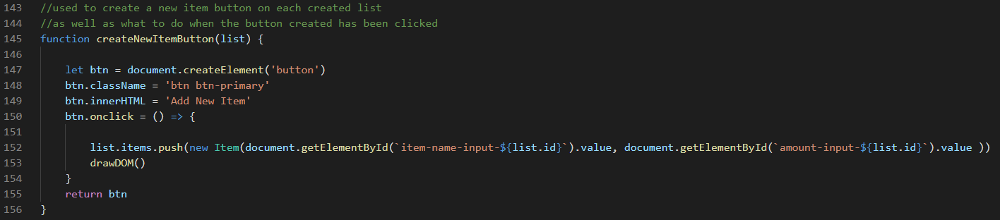 143 //used to create a new item button on each created list
144 //as well as what to do when the button created has been clicked
145 function createNewItemButton(list) {
146
147     let btn = document.createElement('button')
148     btn.className = 'btn btn-primary'
149     btn.innerHTML = 'Add New Item'
150     btn.onclick = () => {
151
152         list.items.push(new Item(document.getElementById(`item-name-input-${list.id}`).value, document.getElementById(`amount-input-${list.id}`).value ))
153         drawDOM()
154     }
155     return btn
156 }